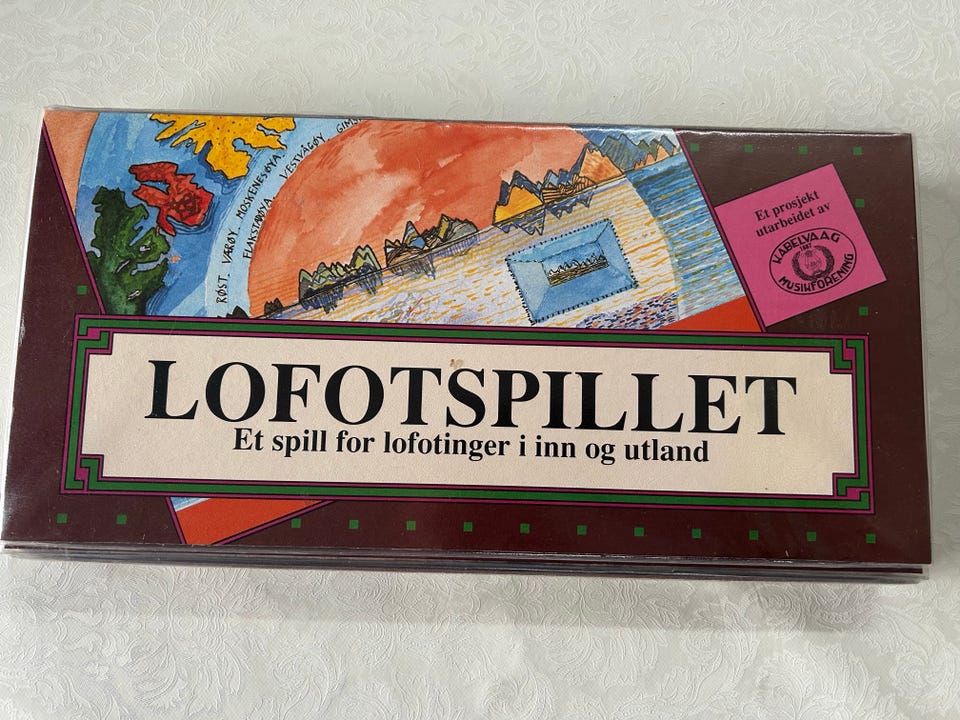 RØST VÆRØY MOSKENESØYA
FLAKSTADØYA VESTVÅGØY
Et prosjekt
utarbeidet av
KABELVAAG
1887
MUSIKFORENING
LOFOTSPILLET
Et spill for lofotinger i inn og utland